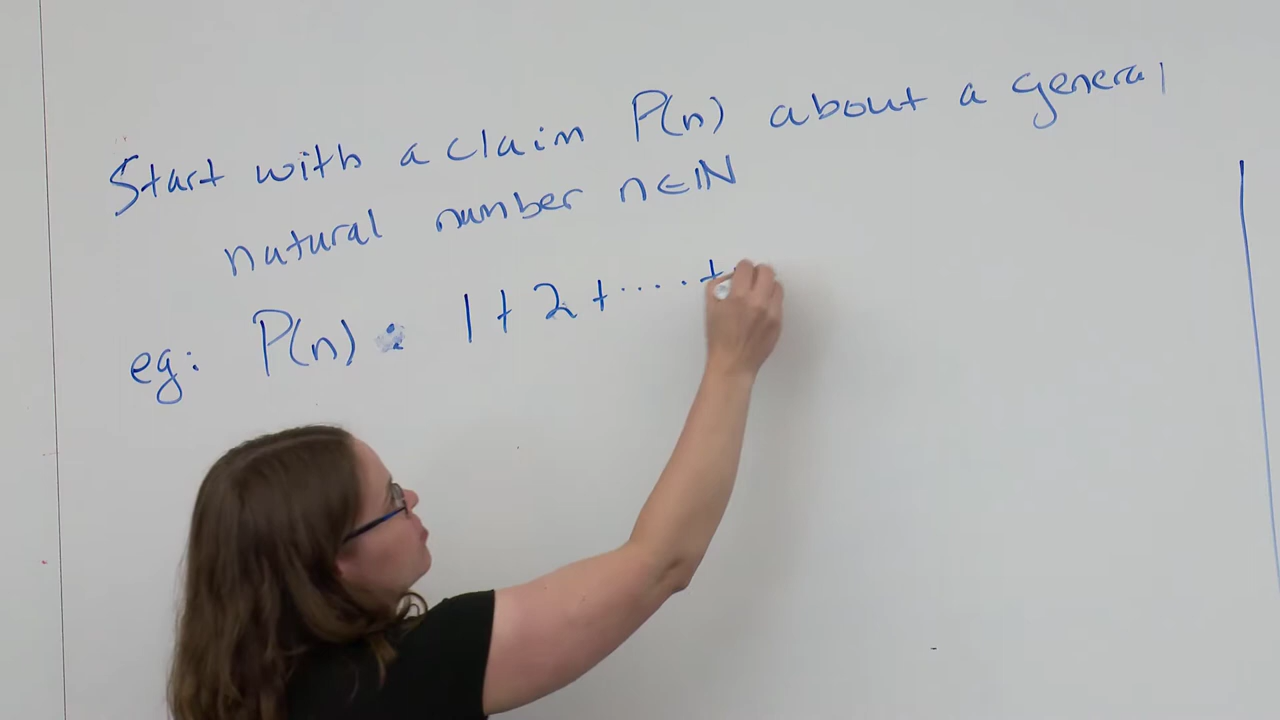 Start with a claim P(n) about a general
natural number n∈ℕ
eg: P(n): 1 + 2 + ..... +